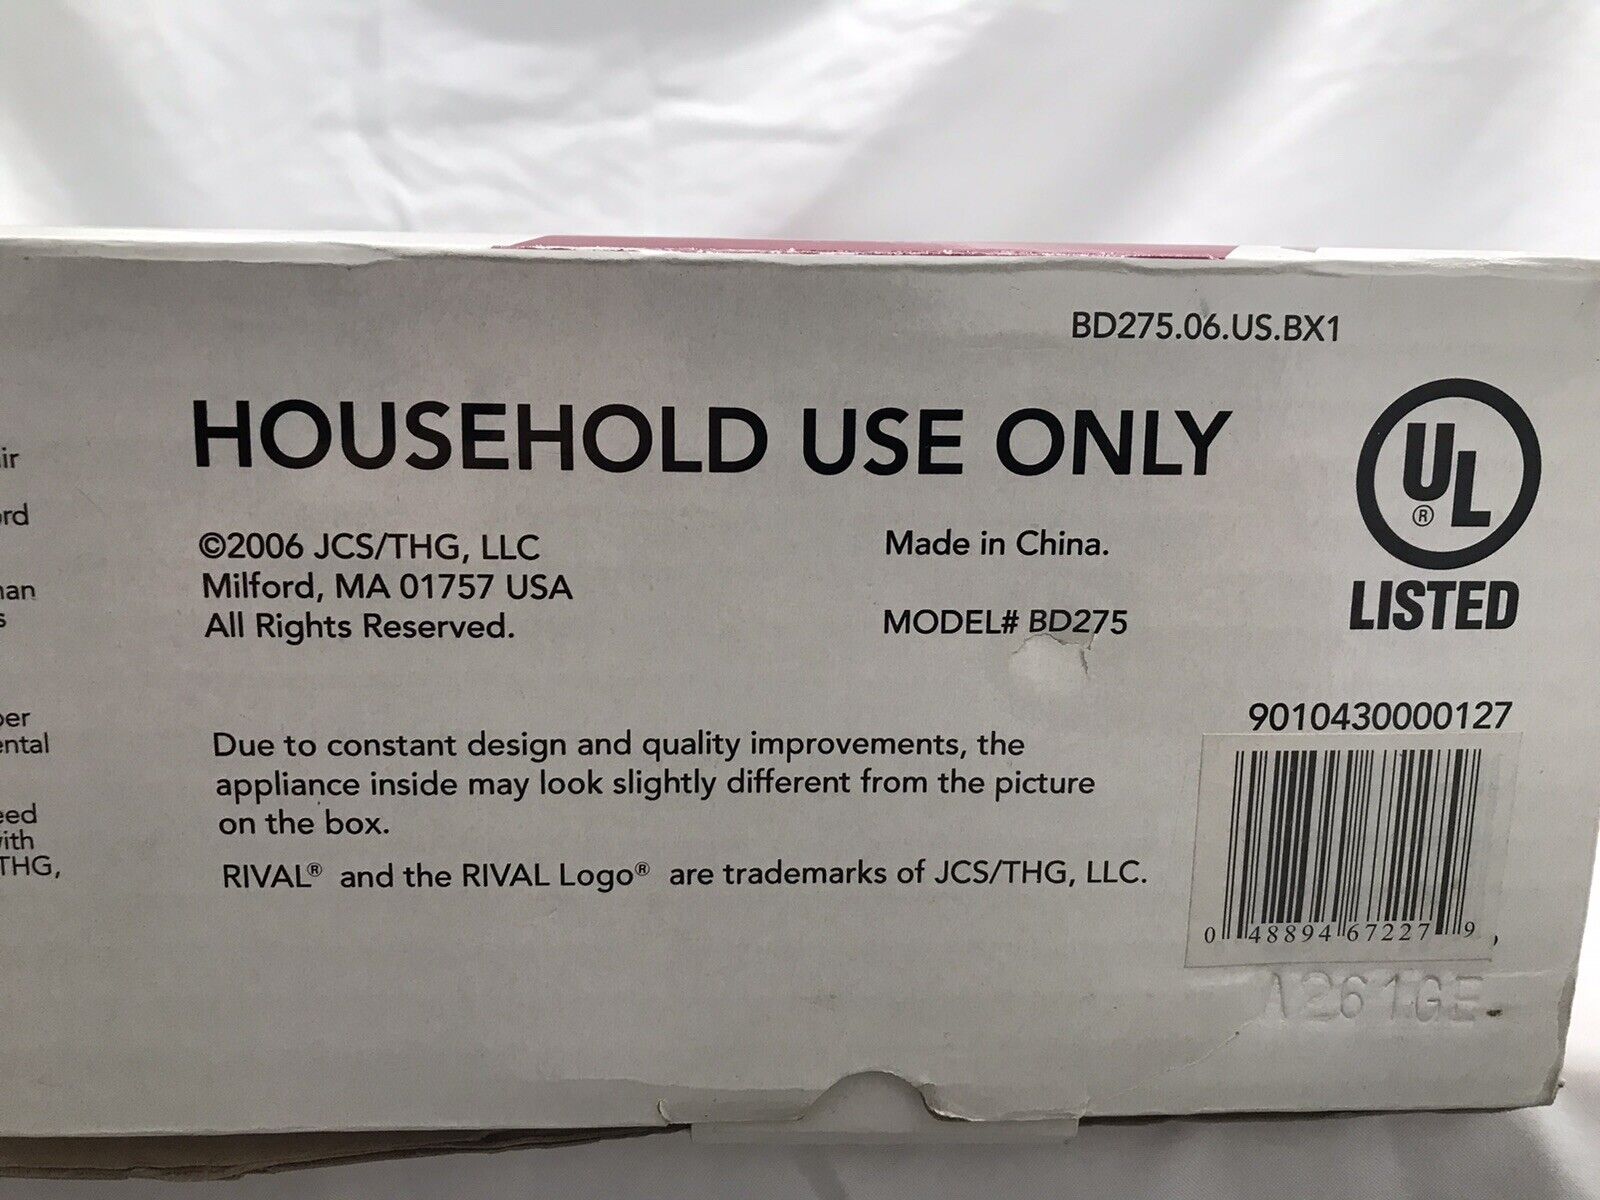 BD275.06.US.BX1
HOUSEHOLD USE ONLY
UL
®
LISTED
©2006 JCS/THG, LLC
Milford, MA 01757 USA
All Rights Reserved.
Made in China.
MODEL# BD275
9010430000127
Due to constant design and quality improvements, the
appliance inside may look slightly different from the picture
on the box.
RIVAL® and the RIVAL Logo® are trademarks of JCS/THG, LLC.
0 48894 67227 9
A261GE
THG,